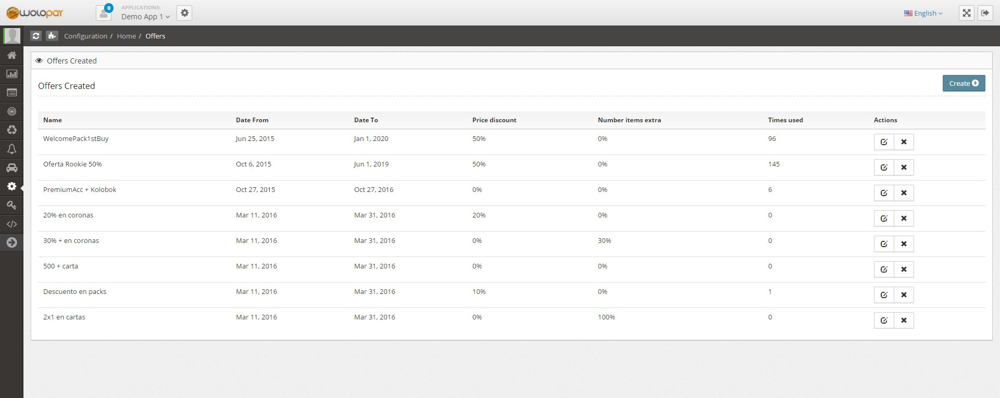 wolopay
0
APPLICATIONS:
Demo App 1
English
Configuration / Home / Offers
Offers Created
Offers Created
Create
Name Date From Date To Price discount Number items extra Times used Actions
WelcomePack1stBuy Jun 25, 2015 Jan 1, 2020 50% 0% 96
Oferta Rookie 50% Oct 6, 2015 Jun 1, 2019 50% 0% 145
PremiumAcc + Kolobok Oct 27, 2015 Oct 27, 2016 0% 0% 6
20% en coronas Mar 11, 2016 Mar 31, 2016 20% 0% 0
30% + en coronas Mar 11, 2016 Mar 31, 2016 0% 30% 0
500 + carta Mar 11, 2016 Mar 31, 2016 0% 0% 0
Descuento en packs Mar 11, 2016 Mar 31, 2016 10% 0% 1
2x1 en cartas Mar 11, 2016 Mar 31, 2016 0% 100% 0